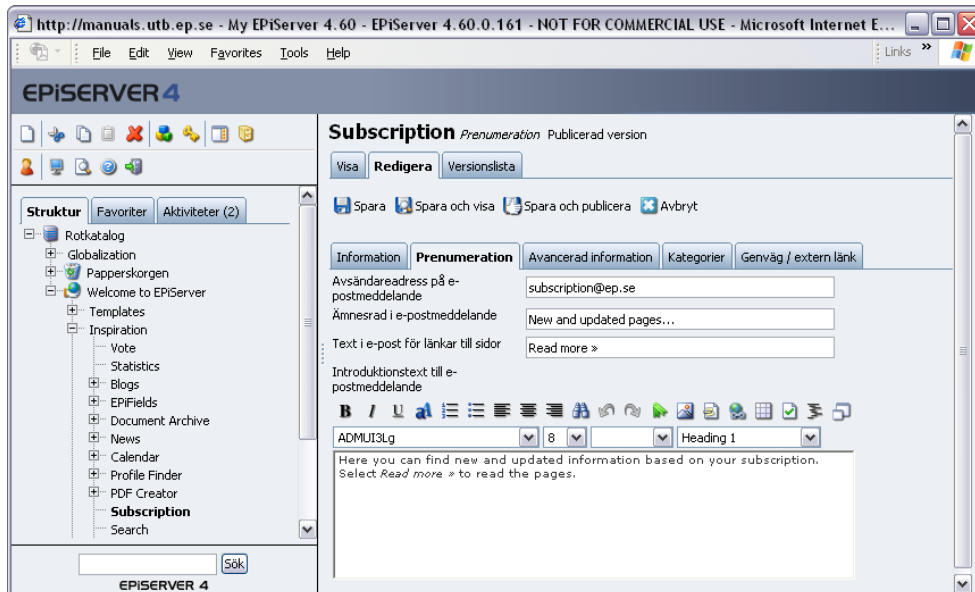 http://manuals.utb.ep.se - My EPiServer 4.60 - EPiServer 4.60.0.161 - NOT FOR COMMERCIAL USE - Microsoft Internet E...
File Edit View Favorites Tools Help
Links »
EPiSERVER 4
Struktur Favoriter Aktiviteter (2)
Rotkatalog
Globalization
Papperskorgen
Welcome to EPiServer
Templates
Inspiration
Vote
Statistics
Blogs
EPiFields
Document Archive
News
Calendar
Profile Finder
PDF Creator
Subscription
Search
Sök
EPiSERVER 4
Subscription Prenumeration Publicerad version
Visa Redigera Versionslista
Spara Spara och visa Spara och publicera Avbryt
Information Prenumeration Avancerad information Kategorier Genväg / extern länk
Avsändareadress på e-
postmeddelande
subscription@ep.se
Ämnesrad i e-postmeddelande
New and updated pages...
Text i e-post för länkar till sidor
Read more »
Introduktionstext till e-
postmeddelande
B I U
ADMUI3Lg 8 Heading 1
Here you can find new and updated information based on your subscription.
Select Read more » to read the pages.